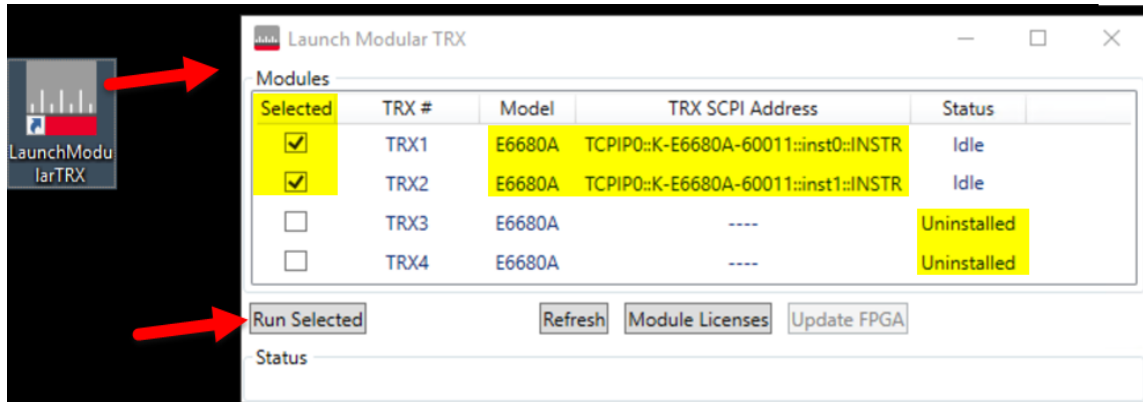 LaunchModu
larTRX
Launch Modular TRX
Modules
Selected TRX # Model TRX SCPI Address Status
TRX1 E6680A TCPIP0::K-E6680A-60011::inst0::INSTR Idle
TRX2 E6680A TCPIP0::K-E6680A-60011::inst1::INSTR Idle
TRX3 E6680A ---- Uninstalled
TRX4 E6680A ---- Uninstalled
Run Selected Refresh Module Licenses Update FPGA
Status